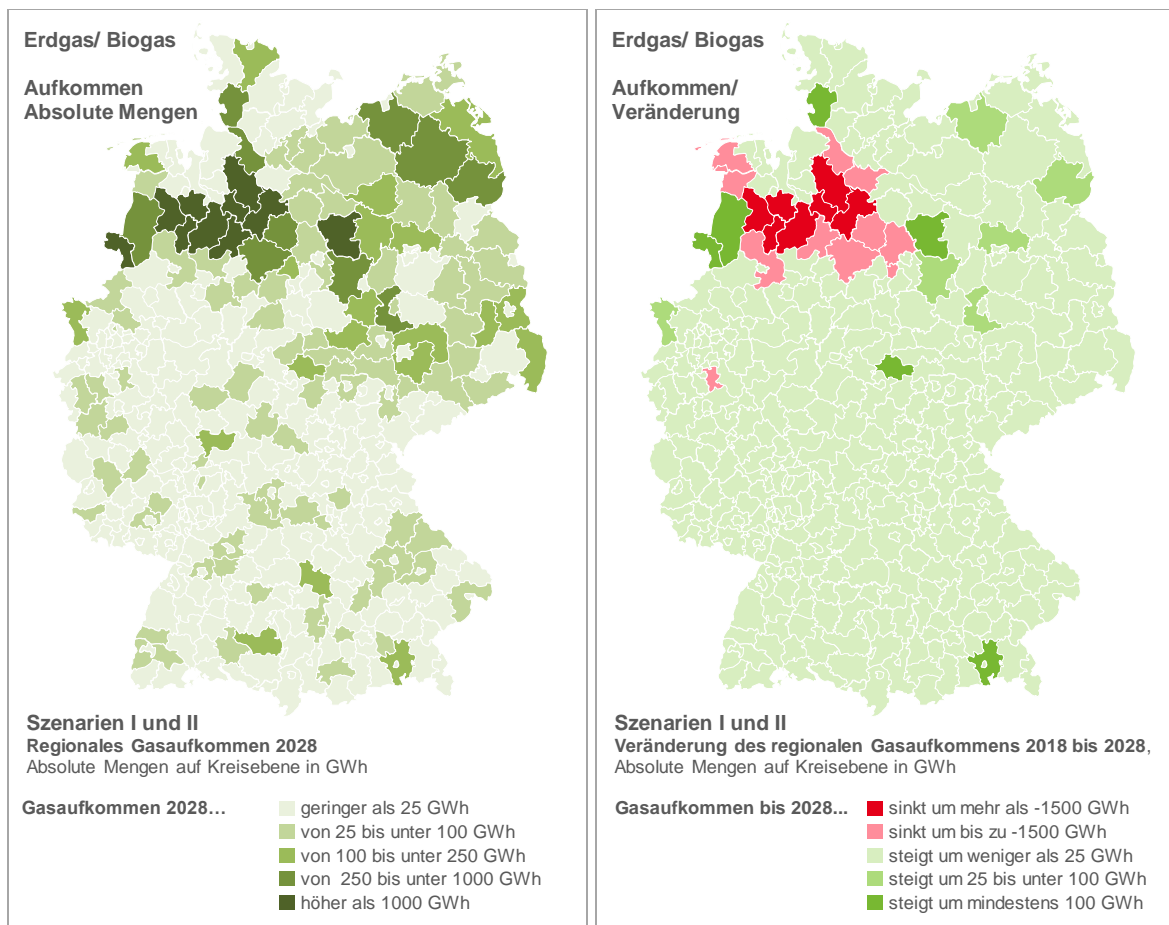 Erdgas/ Biogas
Aufkommen
Absolute Mengen
Szenarien I und II
Regionales Gasaufkommen 2028
Absolute Mengen auf Kreisebene in GWh
Gasaufkommen 2028…
geringer als 25 GWh
von 25 bis unter 100 GWh
von 100 bis unter 250 GWh
von 250 bis unter 1000 GWh
höher als 1000 GWh
Erdgas/ Biogas
Aufkommen/
Veränderung
Szenarien I und II
Veränderung des regionalen Gasaufkommens 2018 bis 2028,
Absolute Mengen auf Kreisebene in GWh
Gasaufkommen bis 2028...
sinkt um mehr als -1500 GWh
sinkt um bis zu -1500 GWh
steigt um weniger als 25 GWh
steigt um 25 bis unter 100 GWh
steigt um mindestens 100 GWh